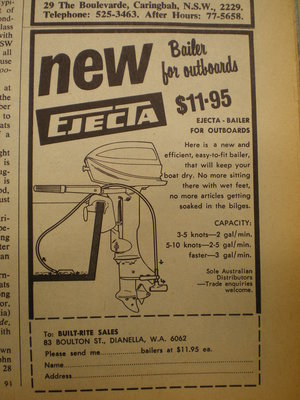 29 The Boulevarde, Caringbah, N.S.W., 2229.
Telephone: 525-3463. After Hours: 77-5658.
new Bailer
for outboards
EJECTA $11·95
EJECTA - BAILER
FOR OUTBOARDS
Here is a new and
efficient, easy-to-fit bailer,
that will keep your
boat dry. No more sitting
there with wet feet,
no more articles getting
soaked in the bilges.
CAPACITY:
3-5 knots—2 gal/min.
5-10 knots—2·5 gal/min.
faster—3 gal/min.
Sole Australian
Distributors
—Trade enquiries
welcome.
To: BUILT-RITE SALES
83 BOULTON ST., DIANELLA, W.A. 6062
Please send me............bailers at $11.95 ea.
Name
Address
91